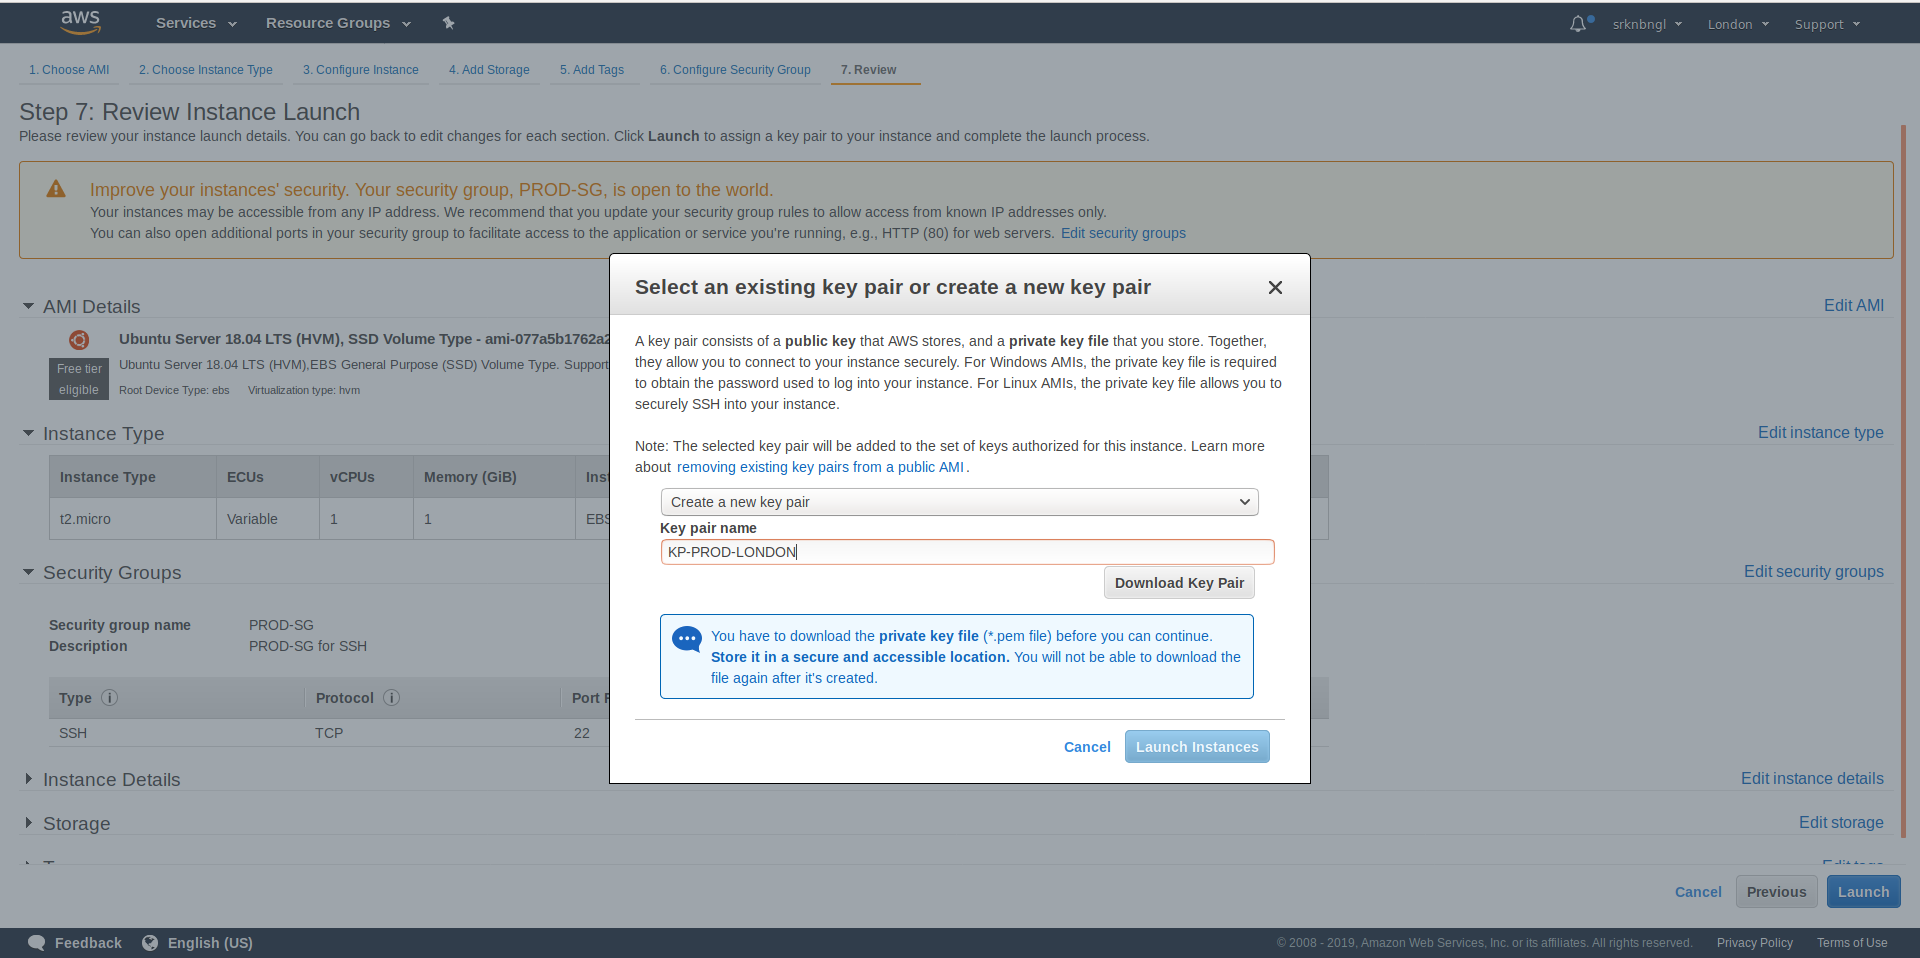 aws
Services
Resource Groups
srknbngl
London
Support
1. Choose AMI
2. Choose Instance Type
3. Configure Instance
4. Add Storage
5. Add Tags
6. Configure Security Group
7. Review
Step 7: Review Instance Launch
Please review your instance launch details. You can go back to edit changes for each section. Click Launch to assign a key pair to your instance and complete the launch process.
Improve your instances' security. Your security group, PROD-SG, is open to the world.
Your instances may be accessible from any IP address. We recommend that you update your security group rules to allow access from known IP addresses only.
You can also open additional ports in your security group to facilitate access to the application or service you're running, e.g., HTTP (80) for web servers. Edit security groups
AMI Details
Edit AMI
Ubuntu Server 18.04 LTS (HVM), SSD Volume Type - ami-077a5b1762a2
Free tier
eligible
Ubuntu Server 18.04 LTS (HVM),EBS General Purpose (SSD) Volume Type. Support
Root Device Type: ebs Virtualization type: hvm
Instance Type
Edit instance type
Instance Type ECUs vCPUs Memory (GiB) Inst
t2.micro Variable 1 1 EBS
Security Groups
Edit security groups
Security group name PROD-SG
Description PROD-SG for SSH
Type Protocol Port
SSH TCP 22
Instance Details
Edit instance details
Storage
Edit storage
Select an existing key pair or create a new key pair
A key pair consists of a public key that AWS stores, and a private key file that you store. Together,
they allow you to connect to your instance securely. For Windows AMIs, the private key file is required
to obtain the password used to log into your instance. For Linux AMIs, the private key file allows you to
securely SSH into your instance.
Note: The selected key pair will be added to the set of keys authorized for this instance. Learn more
about removing existing key pairs from a public AMI.
Create a new key pair
Key pair name
KP-PROD-LONDON
Download Key Pair
You have to download the private key file (*.pem file) before you can continue.
Store it in a secure and accessible location. You will not be able to download the
file again after it's created.
Cancel
Launch Instances
Cancel
Previous
Launch
Feedback
English (US)
© 2008 - 2019, Amazon Web Services, Inc. or its affiliates. All rights reserved.
Privacy Policy
Terms of Use